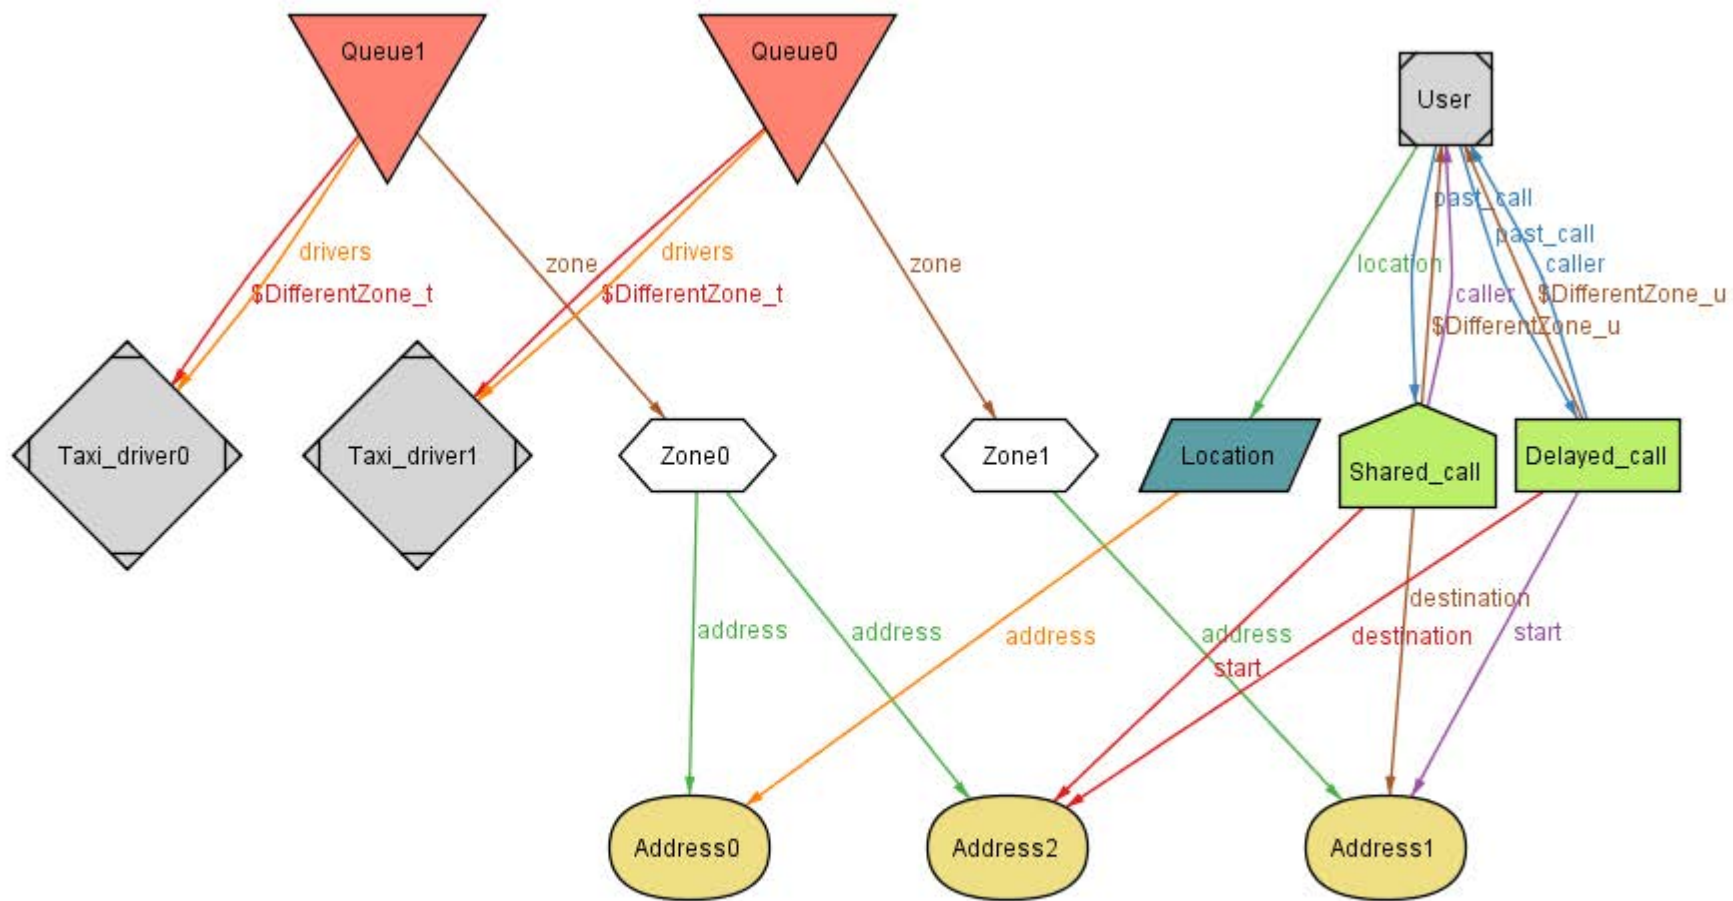 Queue1
Queue0
User
past_call
past_call
drivers
drivers
zone
zone
location
caller
$DifferentZone_t
$DifferentZone_t
caller
$DifferentZone_u
$DifferentZone_u
Taxi_driver0
Taxi_driver1
Zone0
Zone1
Location
Shared_call
Delayed_call
destination
address
address
address
address
destination
start
start
Address0
Address2
Address1